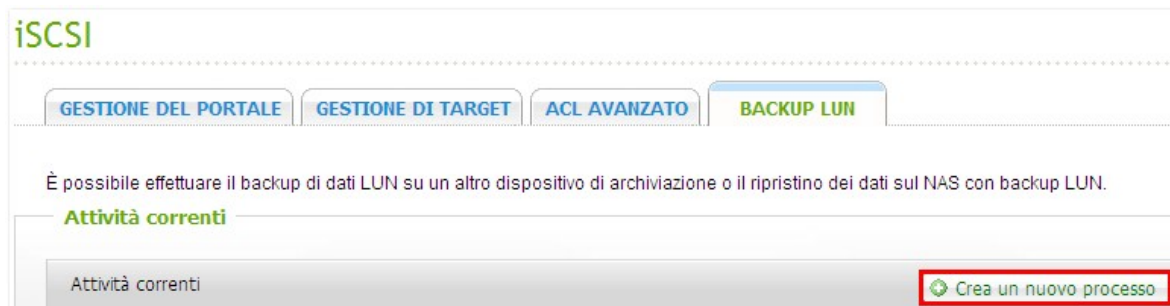 iSCSI
GESTIONE DEL PORTALE GESTIONE DI TARGET ACL AVANZATO BACKUP LUN
È possibile effettuare il backup di dati LUN su un altro dispositivo di archiviazione o il ripristino dei dati sul NAS con backup LUN.
Attività correnti
Attività correnti Crea un nuovo processo